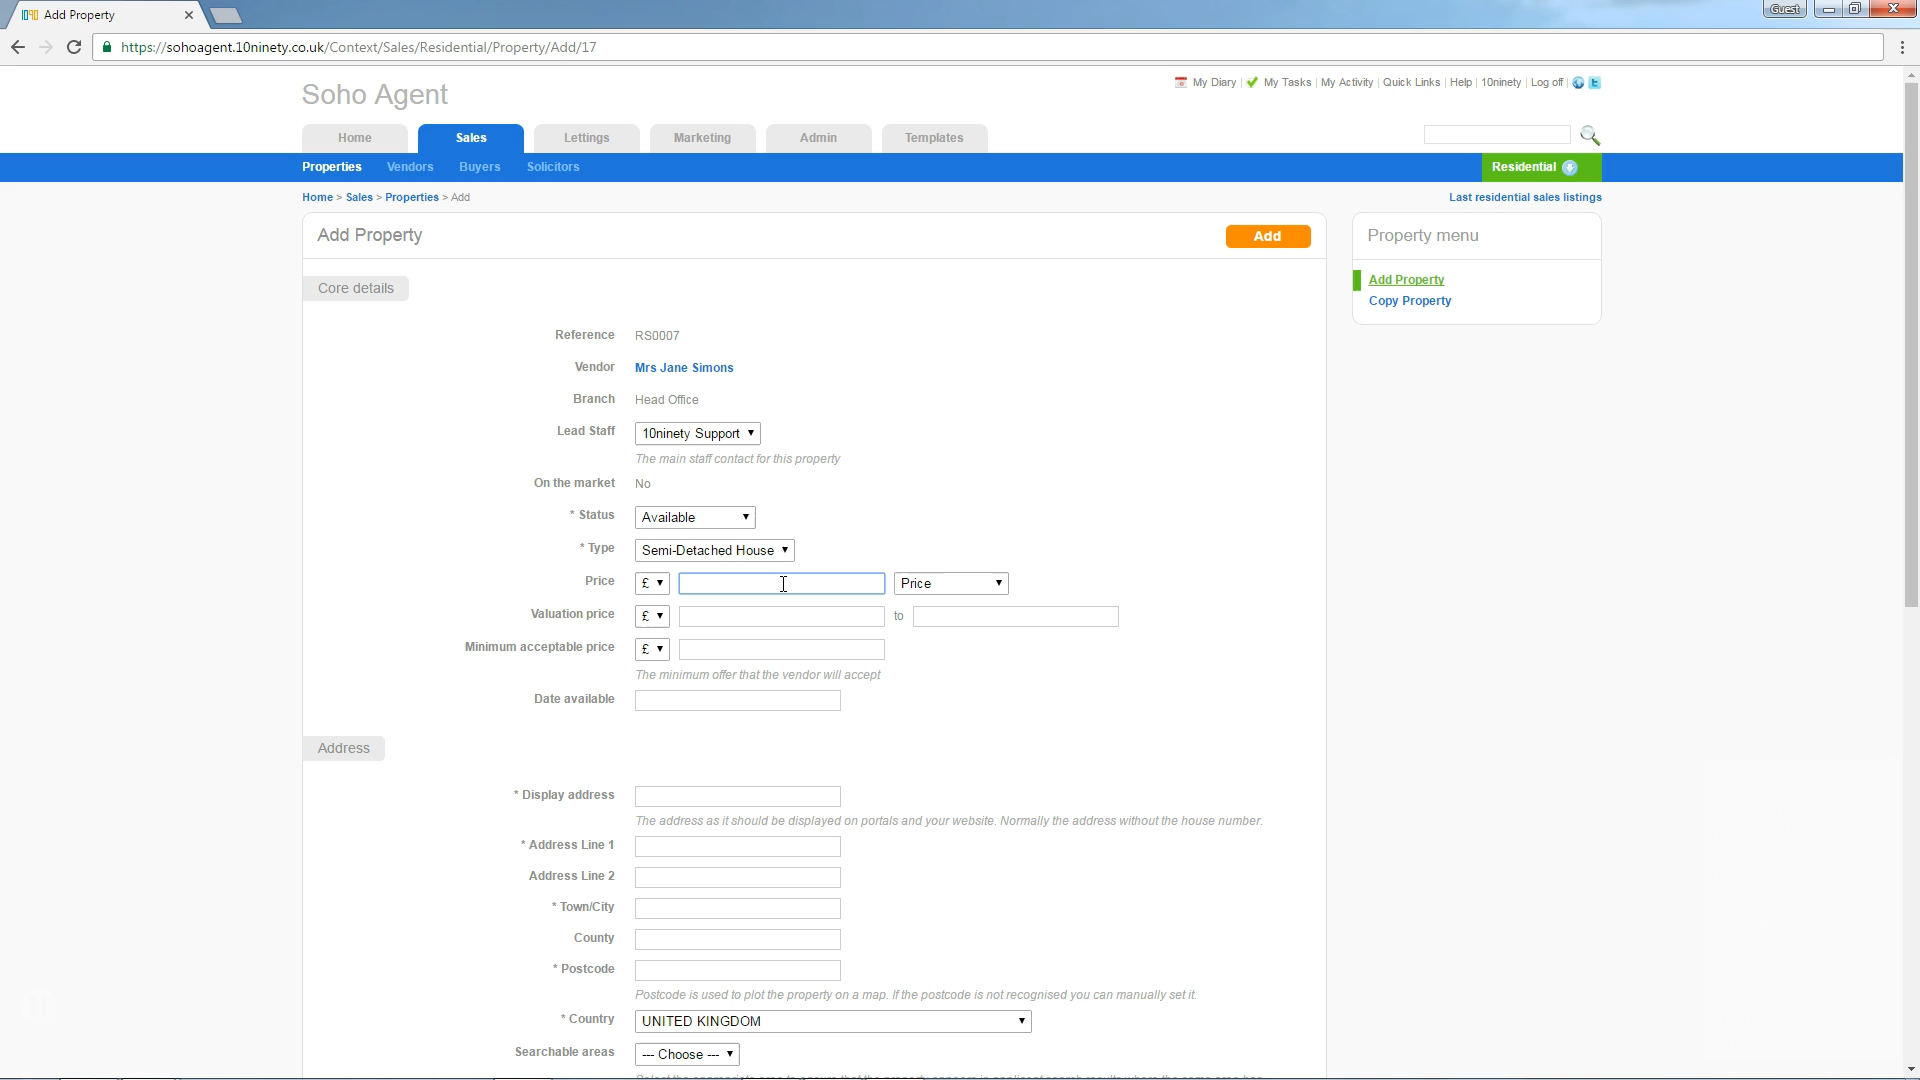 Add Property
Guest
https://sohoagent.10ninety.co.uk/Context/Sales/Residential/Property/Add/17
Soho Agent
My Diary | My Tasks | My Activity | Quick Links | Help | 10ninety | Log off
Home Sales Lettings Marketing Admin Templates
Properties Vendors Buyers Solicitors Residential
Home > Sales > Properties > Add
Last residential sales listings
Add Property Add
Property menu
Add Property
Copy Property
Core details
Reference RS0007
Vendor Mrs Jane Simons
Branch Head Office
Lead Staff 10ninety Support
The main staff contact for this property
On the market No
* Status Available
* Type Semi-Detached House
Price £ Price
Valuation price £ to
Minimum acceptable price £
The minimum offer that the vendor will accept
Date available
Address
* Display address
The address as it should be displayed on portals and your website. Normally the address without the house number.
* Address Line 1
Address Line 2
* Town/City
County
* Postcode
Postcode is used to plot the property on a map. If the postcode is not recognised you can manually set it.
* Country UNITED KINGDOM
Searchable areas --- Choose ---